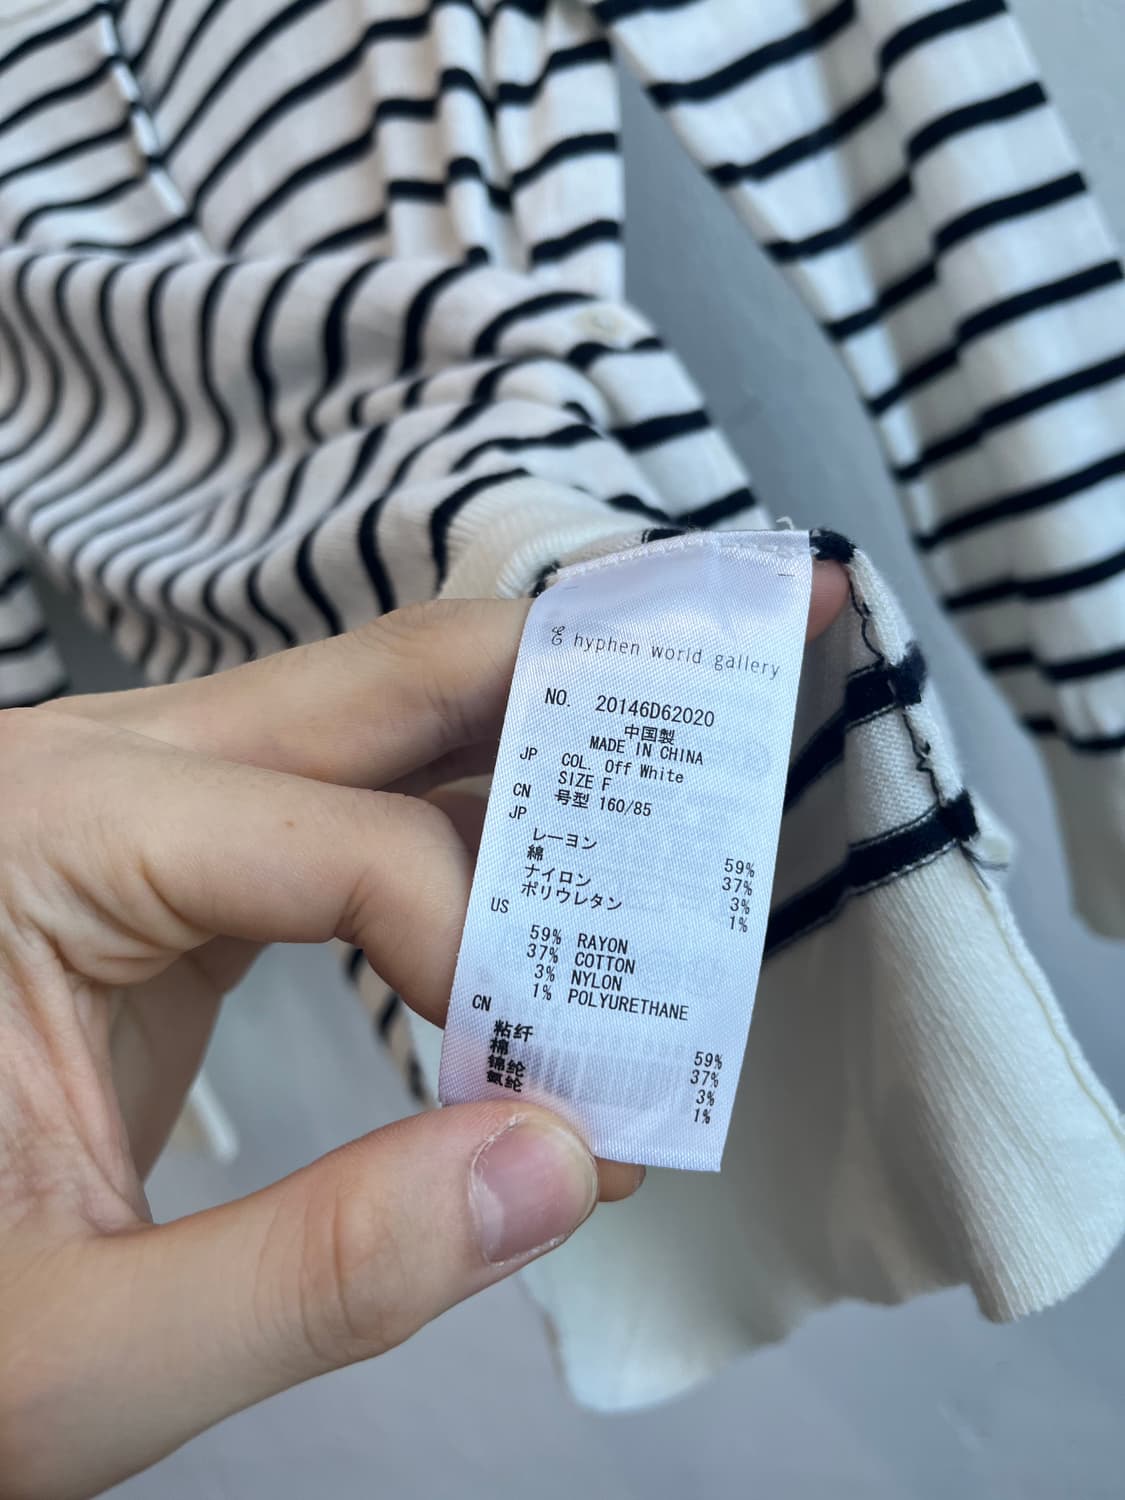 E hyphen world gallery
NO. 20146D62020
中国製
MADE IN CHINA
JP COL. Off White
SIZE F
CN 号型 160/85
JP
レーヨン 59%
綿 37%
ナイロン 3%
ポリウレタン 1%
US
59% RAYON
37% COTTON
3% NYLON
1% POLYURETHANE
CN
粘纤 59%
棉 37%
锦纶 3%
氨纶 1%